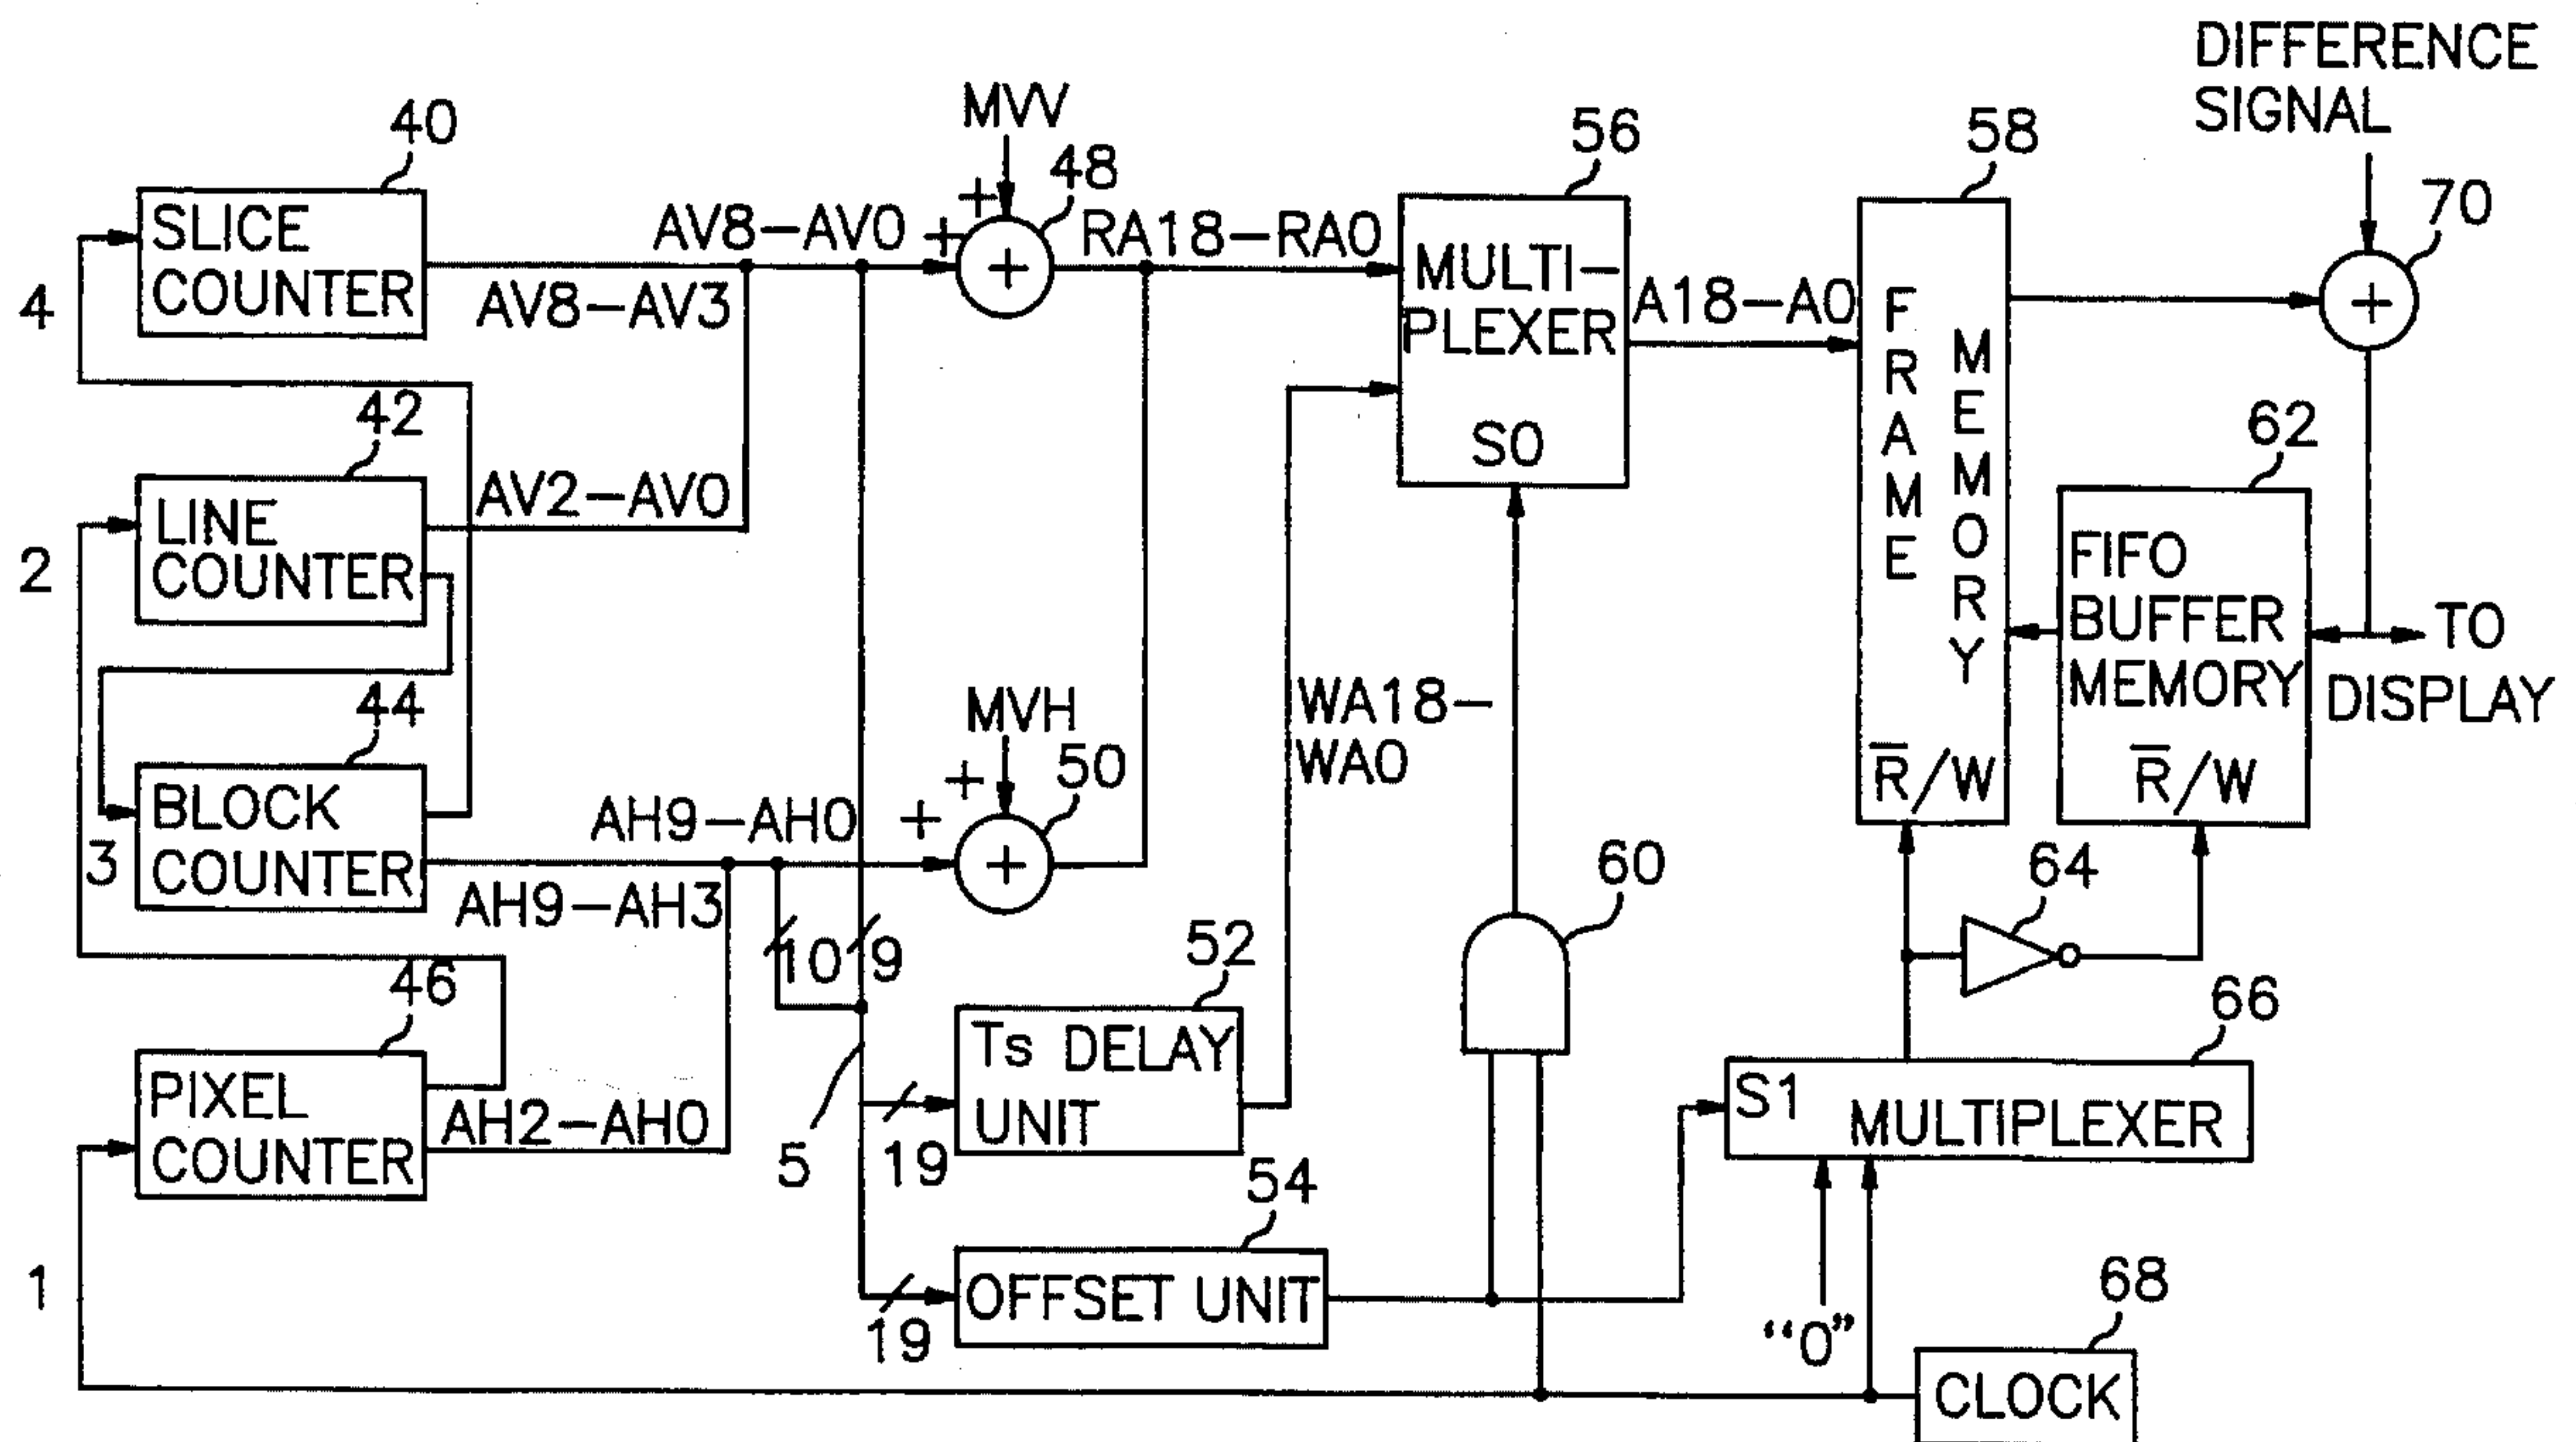 DIFFERENCE
SIGNAL
70
MVV
40
48
56
58
SLICE
COUNTER
AV8-AV0
+
+
+
RA18-RA0
AV8-AV3
MULTI-
PLEXER
S0
A18-A0
FRAME
MEMORY
R̅/W
+
4
42
LINE
COUNTER
AV2-AV0
2
62
FIFO
BUFFER
MEMORY
R̅/W
TO
DISPLAY
44
BLOCK
COUNTER
3
AH9-AH0
AH9-AH3
MVH
50
+
+
+
WA18-
WA0
60
64
10
9
46
PIXEL
COUNTER
AH2-AH0
52
Ts DELAY
UNIT
5
19
66
S1
MULTIPLEXER
54
OFFSET UNIT
19
1
"0"
68
CLOCK